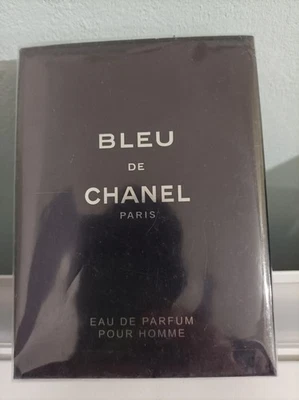 BLEU
DE
CHANEL
PARIS
EAU DE PARFUM
POUR HOMME